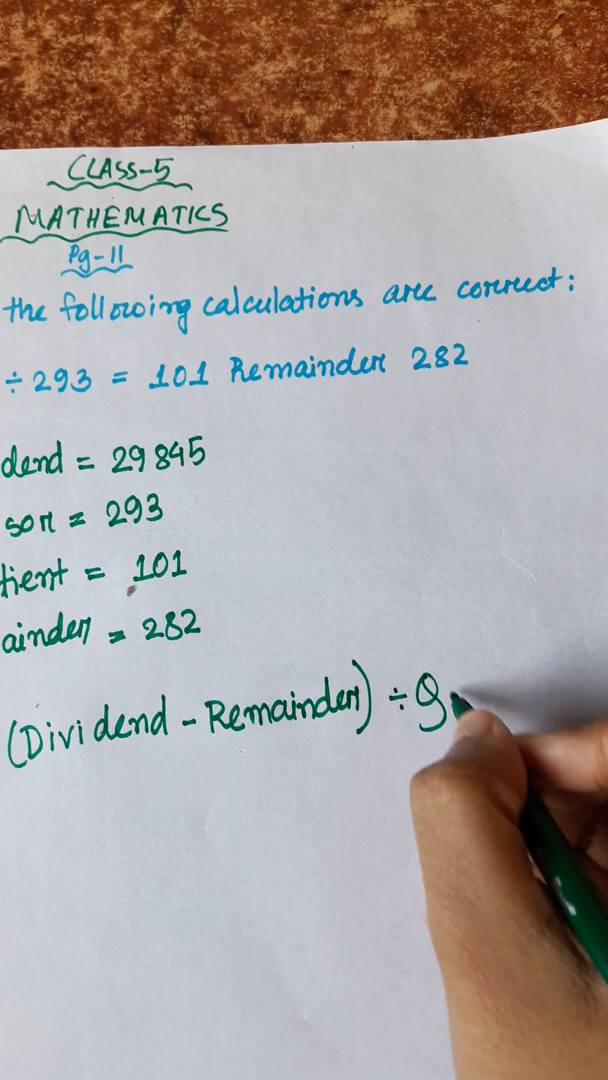 CLASS-5
MATHEMATICS
Pg-11
the following calculations are correct:
÷ 293 = 101 Remainder 282
dend = 29845
sor = 293
tient = 101
ainder = 282
(Dividend - Remainder) ÷ Q